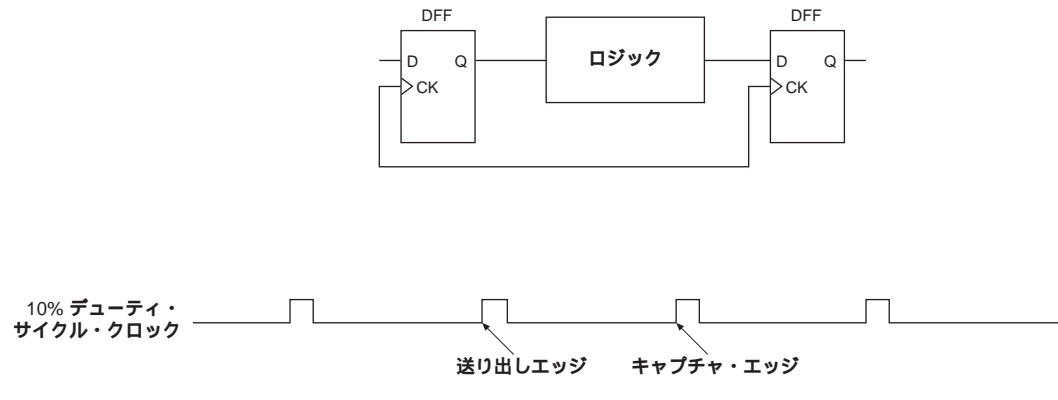 DFF
DFF
D Q
ロジック
D Q
CK
CK
10% デューティ・
サイクル・クロック
送り出しエッジ
キャプチャ・エッジ